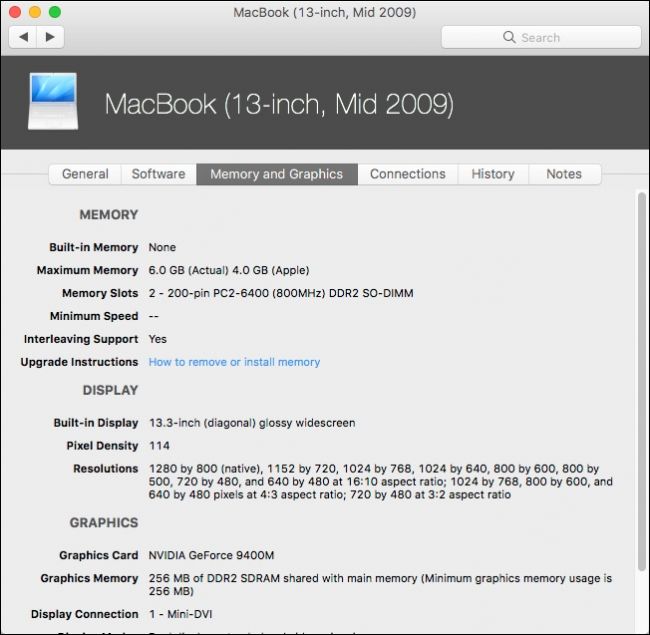 MacBook (13-inch, Mid 2009)
Search
MacBook (13-inch, Mid 2009)
General Software Memory and Graphics Connections History Notes
MEMORY
Built-in Memory None
Maximum Memory 6.0 GB (Actual) 4.0 GB (Apple)
Memory Slots 2 - 200-pin PC2-6400 (800MHz) DDR2 SO-DIMM
Minimum Speed --
Interleaving Support Yes
Upgrade Instructions How to remove or install memory
DISPLAY
Built-in Display 13.3-inch (diagonal) glossy widescreen
Pixel Density 114
Resolutions 1280 by 800 (native), 1152 by 720, 1024 by 768, 1024 by 640, 800 by 600, 800 by
500, 720 by 480, and 640 by 480 at 16:10 aspect ratio; 1024 by 768, 800 by 600, and
640 by 480 pixels at 4:3 aspect ratio; 720 by 480 at 3:2 aspect ratio
GRAPHICS
Graphics Card NVIDIA GeForce 9400M
Graphics Memory 256 MB of DDR2 SDRAM shared with main memory (Minimum graphics memory usage is
256 MB)
Display Connection 1 - Mini-DVI